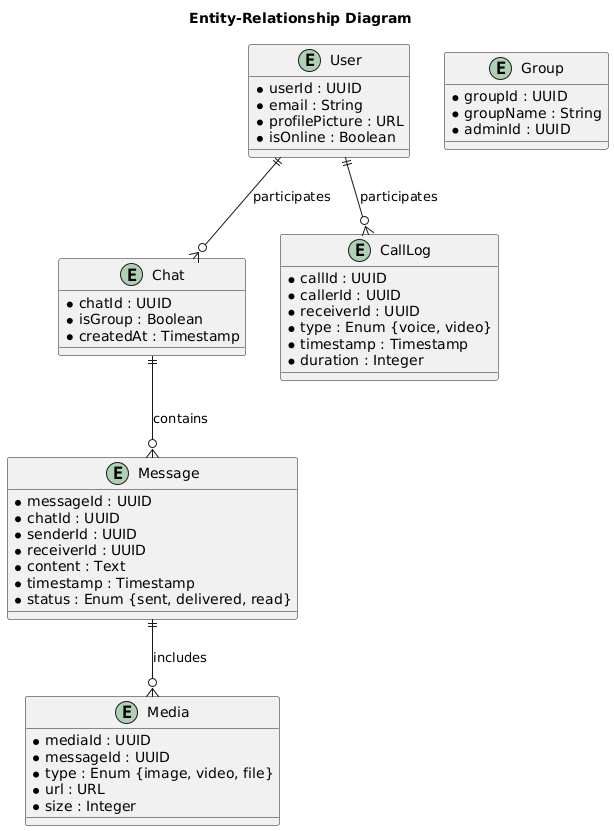 Entity-Relationship Diagram
E User
userId : UUID
email : String
profilePicture : URL
isOnline : Boolean
E Group
groupId : UUID
groupName : String
adminId : UUID
participates
participates
E Chat
chatId : UUID
isGroup : Boolean
createdAt : Timestamp
E CallLog
callId : UUID
callerId : UUID
receiverId : UUID
type : Enum {voice, video}
timestamp : Timestamp
duration : Integer
contains
E Message
messageId : UUID
chatId : UUID
senderId : UUID
receiverId : UUID
content : Text
timestamp : Timestamp
status : Enum {sent, delivered, read}
includes
E Media
mediaId : UUID
messageId : UUID
type : Enum {image, video, file}
url : URL
size : Integer